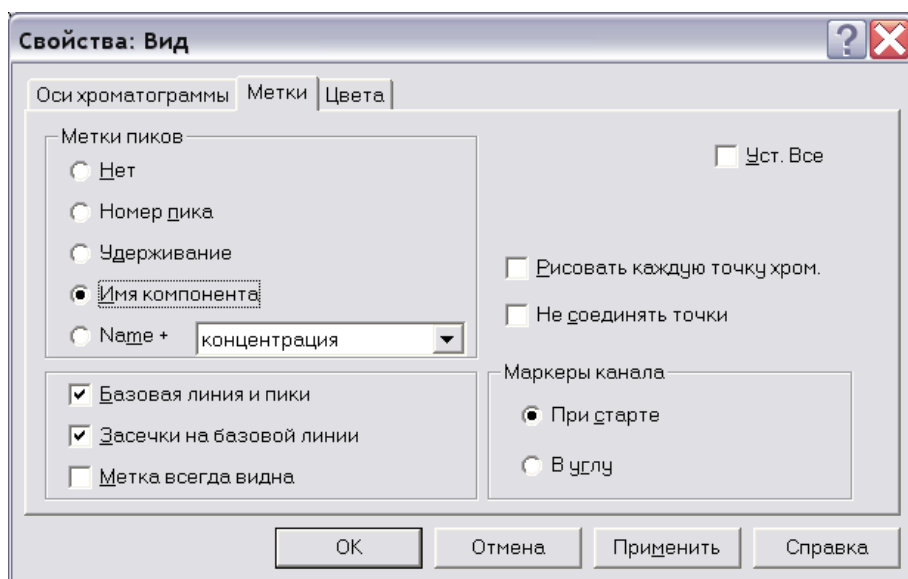 Свойства: Вид
Оси хроматограммы Метки Цвета
Метки пиков
Нет
Номер пика
Удерживание
Имя компонента
Name + концентрация
Базовая линия и пики
Засечки на базовой линии
Метка всегда видна
Уст. Все
Рисовать каждую точку хром.
Не соединять точки
Маркеры канала
При старте
В углу
OK Отмена Применить Справка